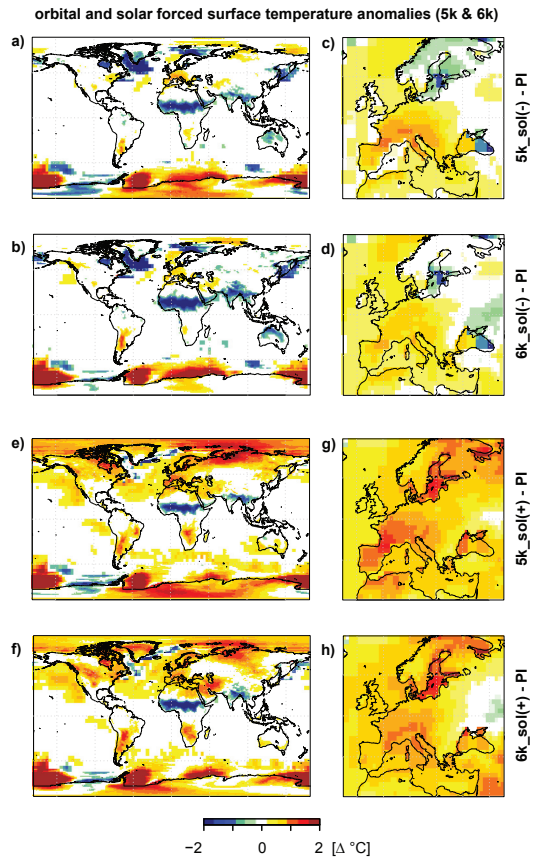 orbital and solar forced surface temperature anomalies (5k & 6k)
a)
c)
5k_sol(-) - PI
b)
d)
6k_sol(-) - PI
e)
g)
5k_sol(+) - PI
f)
h)
6k_sol(+) - PI
−2 0 2 [Δ °C]